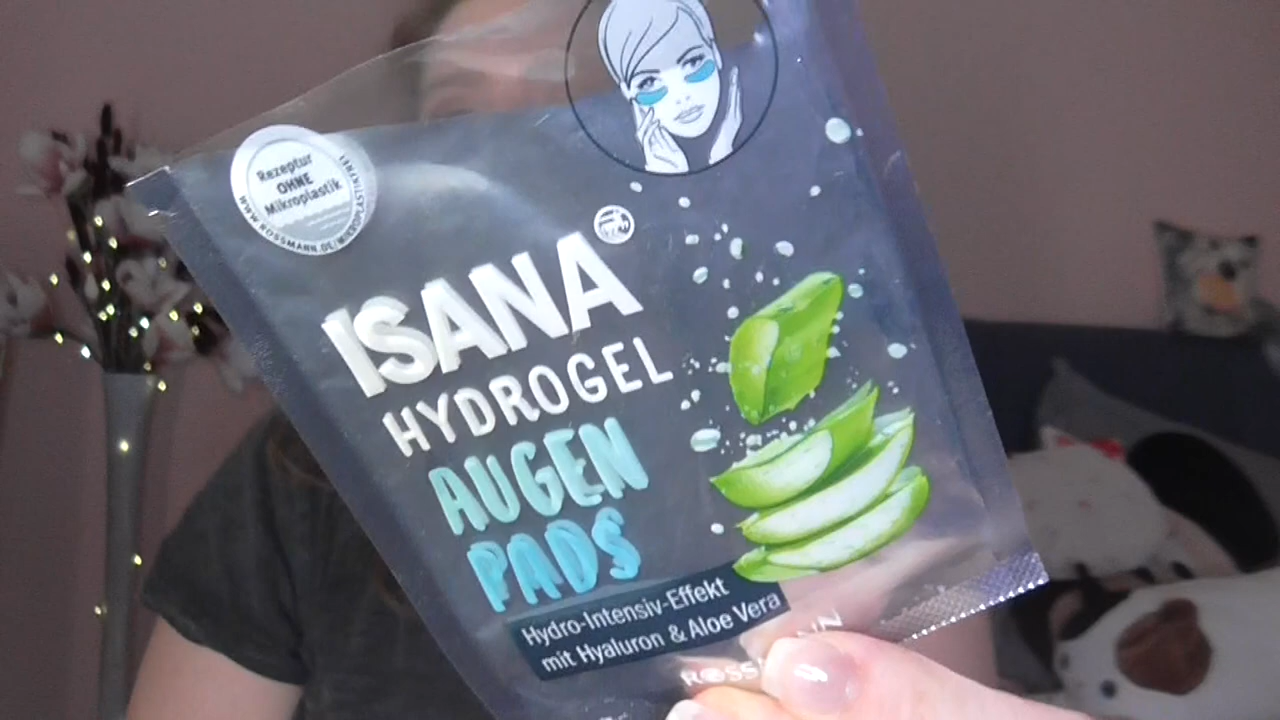 Rezeptur
OHNE
Mikroplastik
WWW.ROSSMANN.DE/MIKROPLASTIKFREI
ISANA
HYDROGEL
AUGEN
PADS
Hydro-Intensiv-Effekt
mit Hyaluron & Aloe Vera